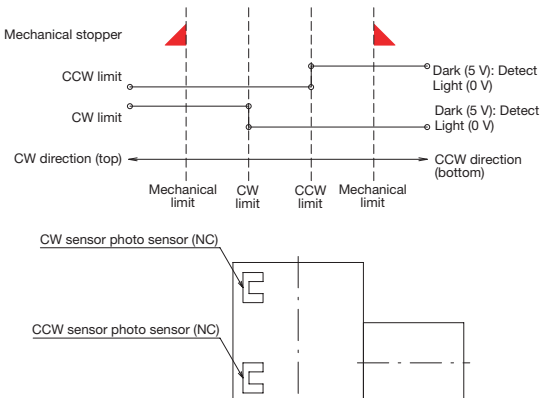 Mechanical stopper
CCW limit
Dark (5 V): Detect
Light (0 V)
CW limit
Dark (5 V): Detect
Light (0 V)
CW direction (top)
CCW direction
(bottom)
Mechanical
limit
CW
limit
CCW
limit
Mechanical
limit
CW sensor photo sensor (NC)
CCW sensor photo sensor (NC)